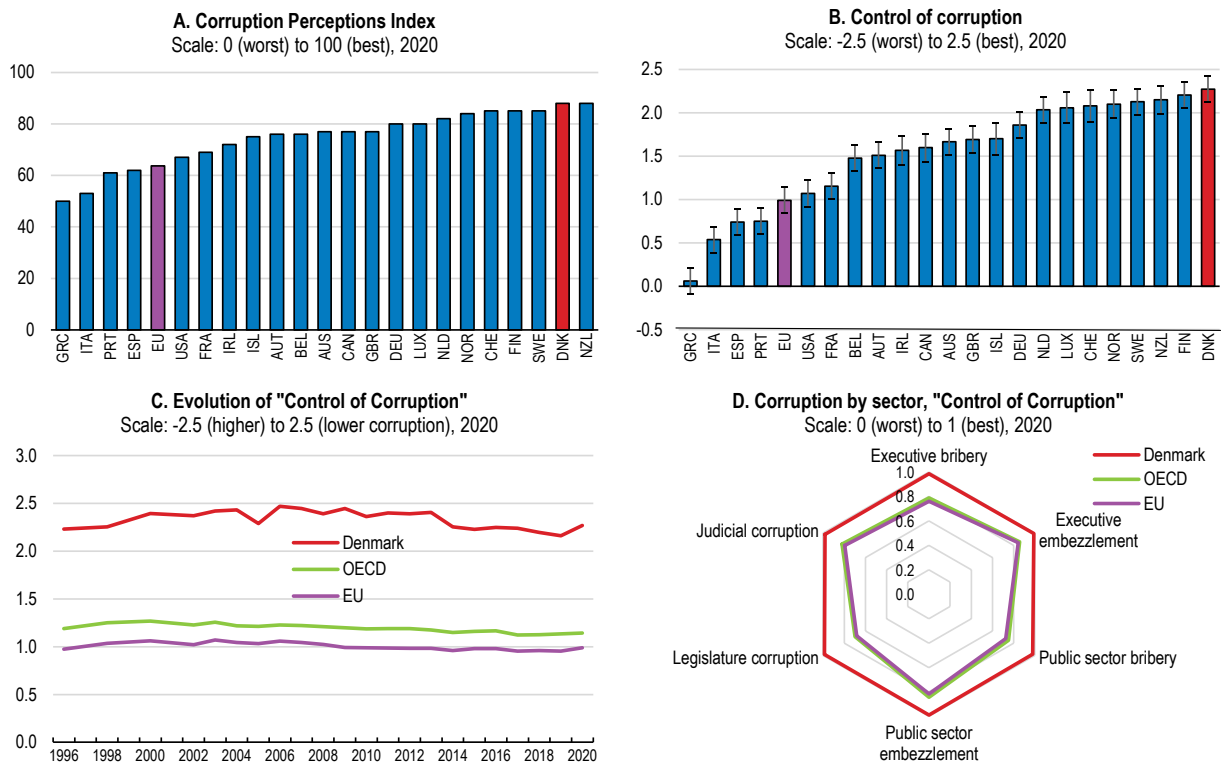 A. Corruption Perceptions Index
Scale: 0 (worst) to 100 (best), 2020
100
80
60
40
20
0
GRC
ITA
PRT
ESP
EU
USA
FRA
IRL
ISL
AUT
BEL
AUS
CAN
GBR
DEU
LUX
NLD
NOR
CHE
FIN
SWE
DNK
NZL
B. Control of corruption
Scale: -2.5 (worst) to 2.5 (best), 2020
2.5
2.0
1.5
1.0
0.5
0.0
-0.5
GRC
ITA
ESP
PRT
EU
USA
FRA
BEL
AUT
IRL
CAN
AUS
GBR
ISL
DEU
NLD
LUX
CHE
NOR
SWE
NZL
FIN
DNK
C. Evolution of "Control of Corruption"
Scale: -2.5 (higher) to 2.5 (lower corruption), 2020
3.0
2.5
2.0
1.5
1.0
0.5
0.0
Denmark
OECD
EU
1996 1998 2000 2002 2004 2006 2008 2010 2012 2014 2016 2018 2020
D. Corruption by sector, "Control of Corruption"
Scale: 0 (worst) to 1 (best), 2020
Denmark
OECD
EU
Executive bribery
1.0
0.8
0.6
0.4
0.2
0.0
Executive
embezzlement
Public sector bribery
Public sector
embezzlement
Legislature corruption
Judicial corruption